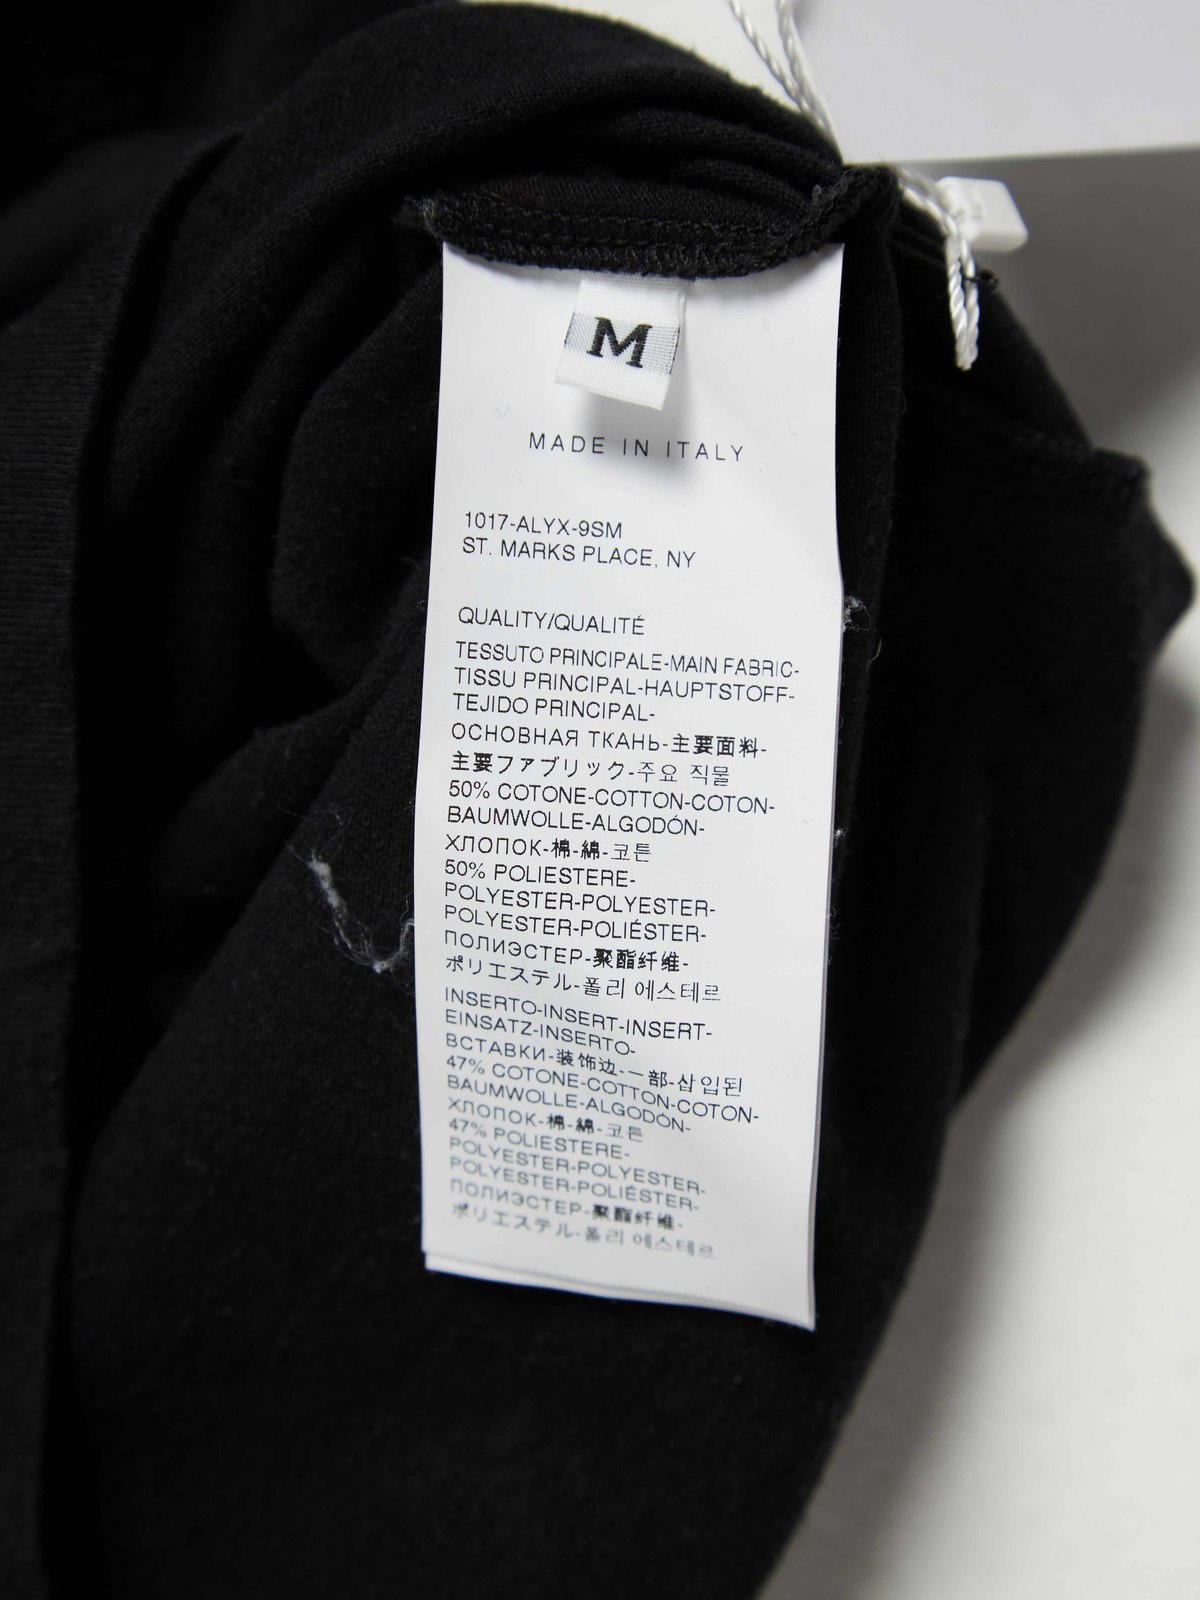 M
MADE IN ITALY
1017-ALYX-9SM
ST. MARKS PLACE, NY
QUALITY/QUALITÉ
TESSUTO PRINCIPALE-MAIN FABRIC-
TISSU PRINCIPAL-HAUPTSTOFF-
TEJIDO PRINCIPAL-
ОСНОВНАЯ ТКАНЬ-主要面料-
主要ファブリック-주요 직물
50% COTONE-COTTON-COTON-
BAUMWOLLE-ALGODÓN-
ХЛОПОК-棉-綿-코튼
50% POLIESTERE-
POLYESTER-POLYESTER-
POLYESTER-POLIÉSTER-
ПОЛИЭСТЕР-聚酯纤维-
ポリエステル-폴리 에스테르
INSERTO-INSERT-INSERT-
EINSATZ-INSERTO-
ВСТАВКИ-装饰边-一部-삽입된
47% COTONE-COTTON-COTON-
BAUMWOLLE-ALGODÓN-
ХЛОПОК-棉-綿-코튼
47% POLIESTERE-
POLYESTER-POLYESTER-
POLYESTER-POLIÉSTER-
ПОЛИЭСТЕР-聚酯纤维-
ポリエステル-폴리 에스테르